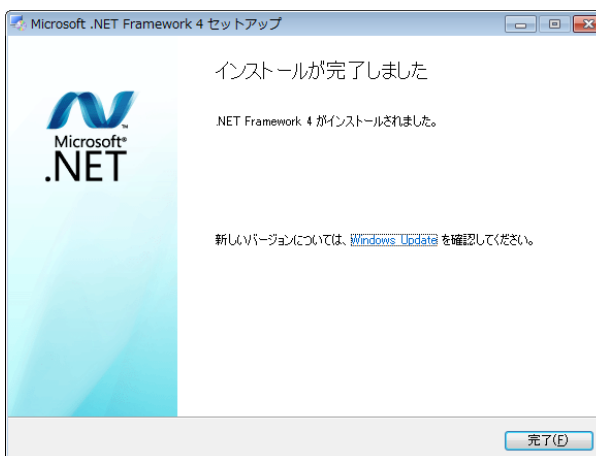 Microsoft .NET Framework 4 セットアップ
インストールが完了しました
Microsoft®
.NET
.NET Framework 4 がインストールされました。
新しいバージョンについては、Windows Update を確認してください。
完了(F)